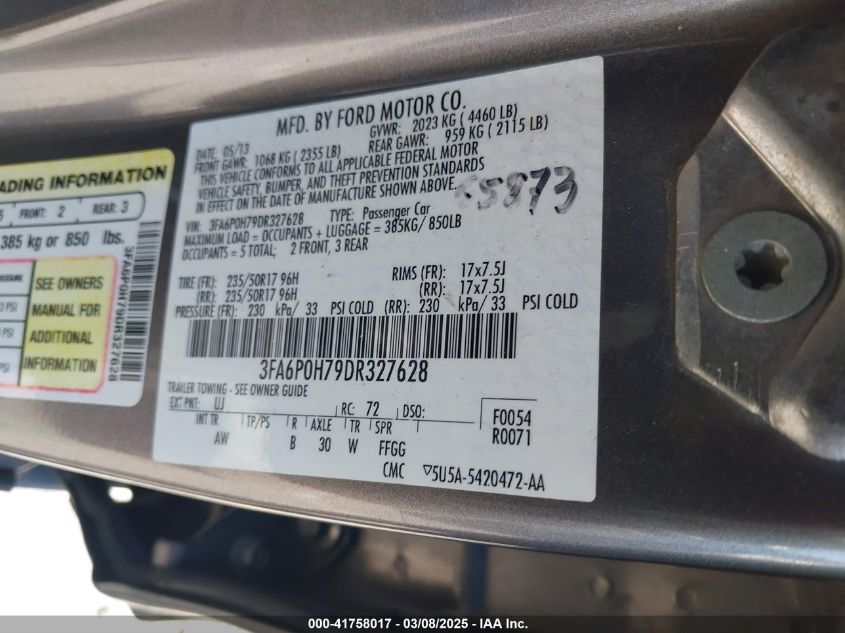 MFD. BY FORD MOTOR CO.
DATE: 05/13 GVWR: 2023 KG ( 4460 LB)
FRONT GAWR: 1068 KG ( 2355 LB) REAR GAWR: 959 KG ( 2115 LB)
THIS VEHICLE CONFORMS TO ALL APPLICABLE FEDERAL MOTOR
VEHICLE SAFETY, BUMPER, AND THEFT PREVENTION STANDARDS
IN EFFECT ON THE DATE OF MANUFACTURE SHOWN ABOVE.
5873
VIN: 3FA6P0H79DR327628 TYPE: Passenger Car
MAXIMUM LOAD = OCCUPANTS + LUGGAGE = 385KG/ 850LB
OCCUPANTS = 5 TOTAL; 2 FRONT, 3 REAR
TIRE (FR): 235/50R17 96H RIMS (FR): 17x7.5J
(RR): 235/50R17 96H (RR): 17x7.5J
PRESSURE (FR): 230 kPa/ 33 PSI COLD (RR): 230 kPa/ 33 PSI COLD
3FA6P0H79DR327628
TRAILER TOWING - SEE OWNER GUIDE
EXT PNT: UJ RC: 72 DSO: F0054
INT TR TP/PS R AXLE TR SPR R0071
AW B 30 W FFGG
CMC 5U5A-5420472-AA
ADING INFORMATION
5 FRONT: 2 REAR: 3
385 kg or 850 lbs.
PRESSURE
PSI
PSI
SEE OWNERS
MANUAL FOR
ADDITIONAL
INFORMATION
3FA6P0H79DR327628
000-41758017 - 03/08/2025 - IAA Inc.